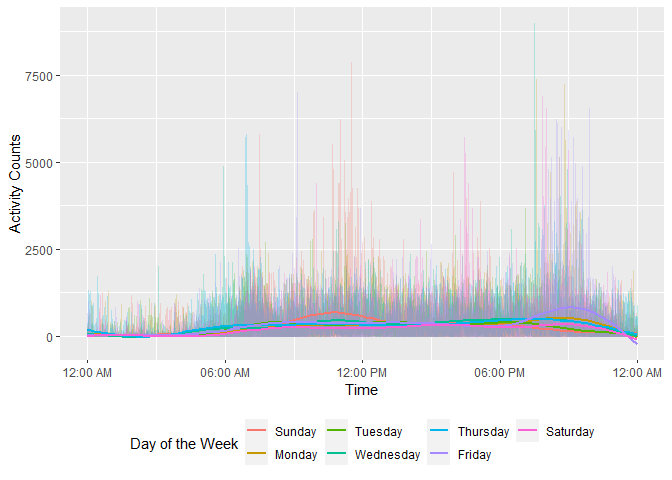 7500
5000
2500
0
Activity Counts
12:00 AM 06:00 AM 12:00 PM 06:00 PM 12:00 AM
Time
Day of the Week
Sunday Tuesday Thursday Saturday
Monday Wednesday Friday